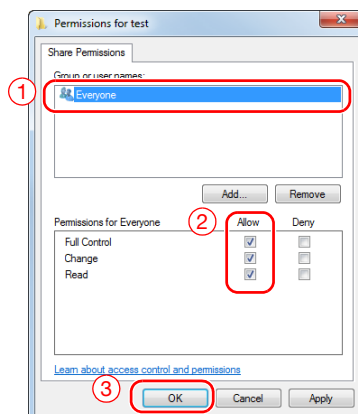 Permissions for test
Share Permissions
Group or user names:
1
Everyone
Add... Remove
Permissions for Everyone 2 Allow Deny
Full Control
Change
Read
Learn about access control and permissions
3
OK Cancel Apply